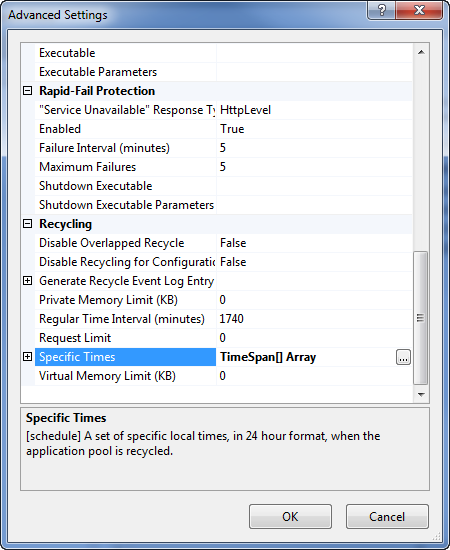 Advanced Settings
Executable
Executable Parameters
Rapid-Fail Protection
"Service Unavailable" Response Ty HttpLevel
Enabled True
Failure Interval (minutes) 5
Maximum Failures 5
Shutdown Executable
Shutdown Executable Parameters
Recycling
Disable Overlapped Recycle False
Disable Recycling for Configuratio False
Generate Recycle Event Log Entry
Private Memory Limit (KB) 0
Regular Time Interval (minutes) 1740
Request Limit 0
Specific Times TimeSpan[] Array ...
Virtual Memory Limit (KB) 0
Specific Times
[schedule] A set of specific local times, in 24 hour format, when the
application pool is recycled.
OK Cancel